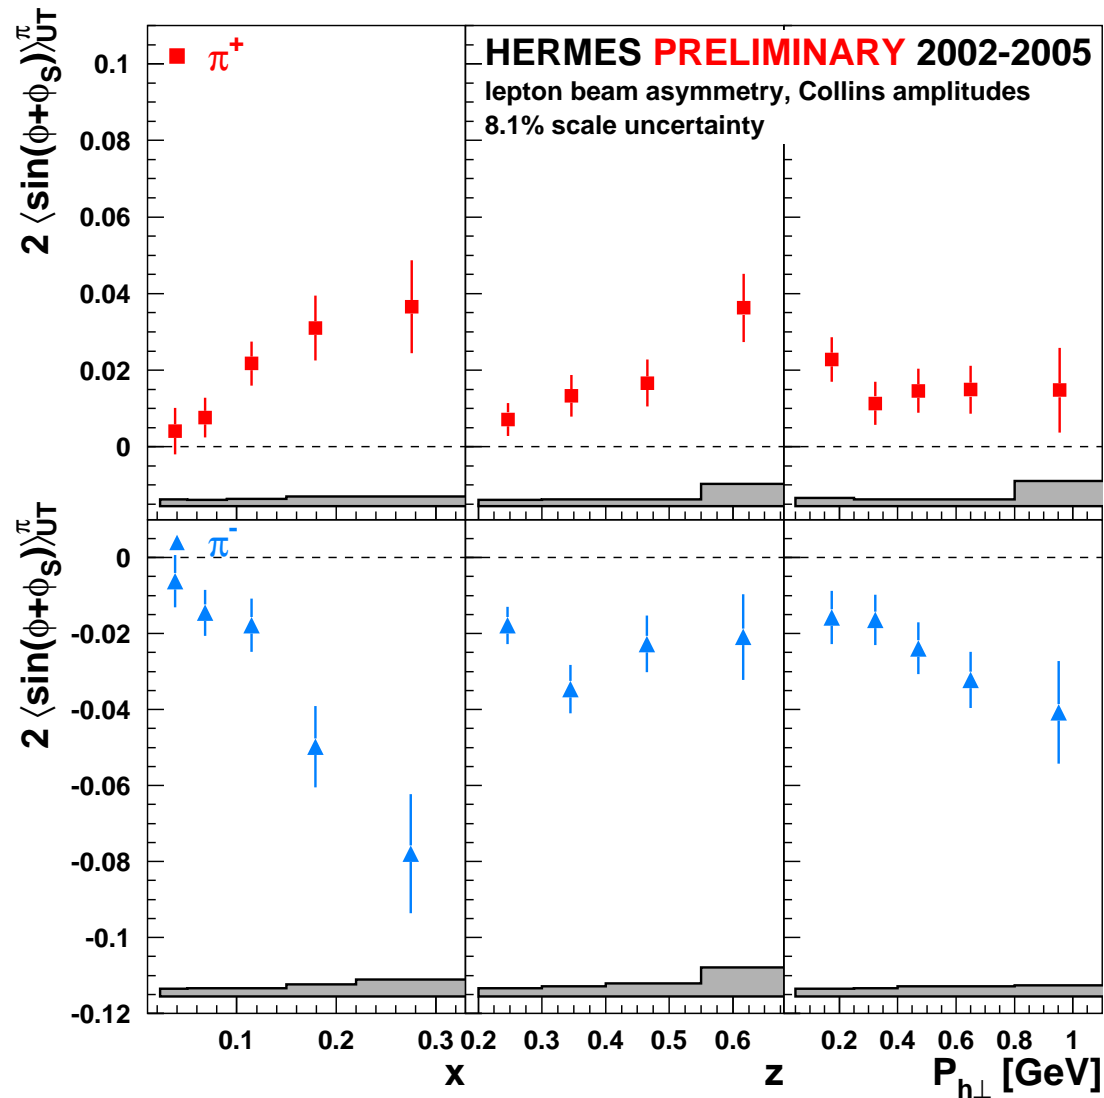 2 ⟨sin(ϕ+ϕS)⟩πUT
π+
HERMES PRELIMINARY 2002-2005
lepton beam asymmetry, Collins amplitudes
8.1% scale uncertainty
0.1
0.08
0.06
0.04
0.02
0
2 ⟨sin(ϕ+ϕS)⟩πUT
π-
0
-0.02
-0.04
-0.06
-0.08
-0.1
-0.12
0.1 0.2 0.3 0.2 0.3 0.4 0.5 0.6 0.2 0.4 0.6 0.8 1
x z Ph⊥ [GeV]